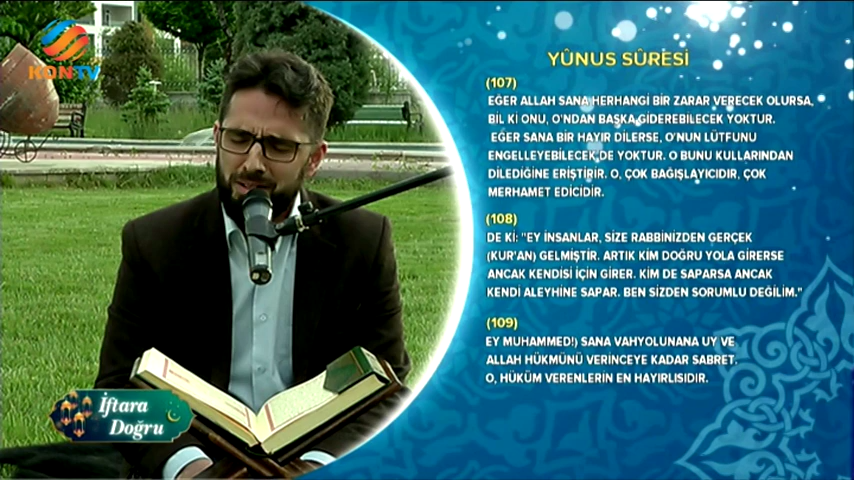 KONTV
YÛNUS SÛRESİ
(107)
EĞER ALLAH SANA HERHANGİ BİR ZARAR VERECEK OLURSA,
BİL Kİ ONU, O'NDAN BAŞKA GİDEREBİLECEK YOKTUR.
EĞER SANA BİR HAYIR DİLERSE, O'NUN LÜTFUNU
ENGELLEYEBİLECEK DE YOKTUR. O BUNU KULLARINDAN
DİLEDİĞİNE ERİŞTİRİR. O, ÇOK BAĞIŞLAYICIDIR, ÇOK
MERHAMET EDİCİDİR.
(108)
DE Kİ: "EY İNSANLAR, SİZE RABBİNİZDEN GERÇEK
(KUR'AN) GELMİŞTİR. ARTIK KİM DOĞRU YOLA GİRERSE
ANCAK KENDİSİ İÇİN GİRER. KİM DE SAPARSA ANCAK
KENDİ ALEYHİNE SAPAR. BEN SİZDEN SORUMLU DEĞİLİM."
(109)
EY MUHAMMED!) SANA VAHYOLUNANA UY VE
ALLAH HÜKMÜNÜ VERİNCEYE KADAR SABRET.
O, HÜKÜM VERENLERİN EN HAYIRLISIDIR.
İftara
Doğru